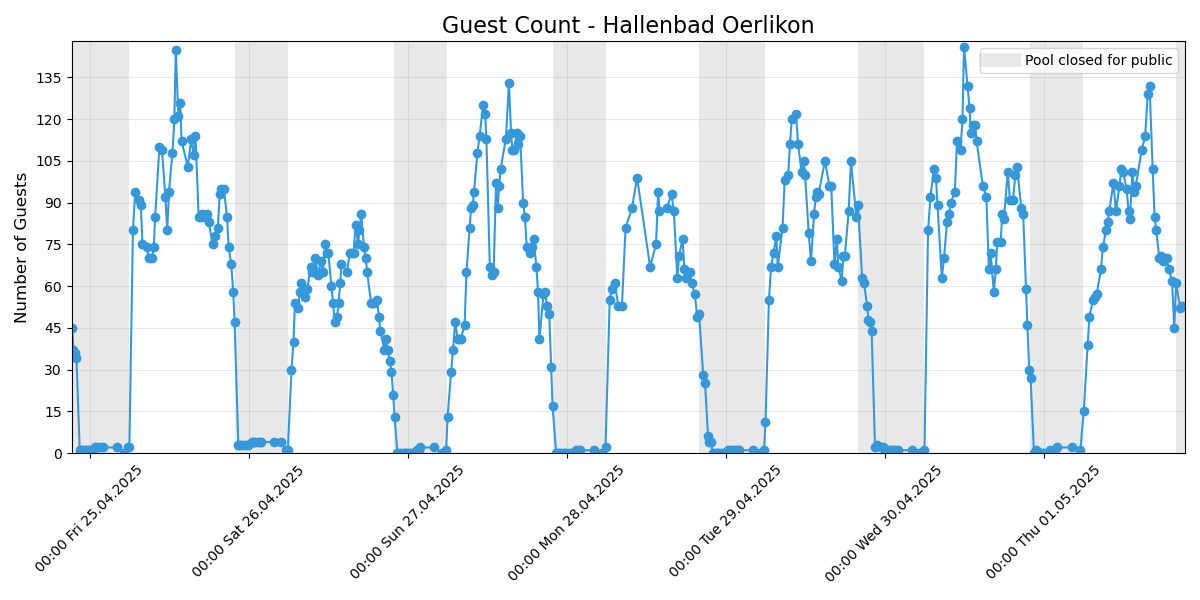 Guest Count - Hallenbad Oerlikon
Pool closed for public
Number of Guests
135
120
105
90
75
60
45
30
15
0
00:00 Fri 25.04.2025
00:00 Sat 26.04.2025
00:00 Sun 27.04.2025
00:00 Mon 28.04.2025
00:00 Tue 29.04.2025
00:00 Wed 30.04.2025
00:00 Thu 01.05.2025